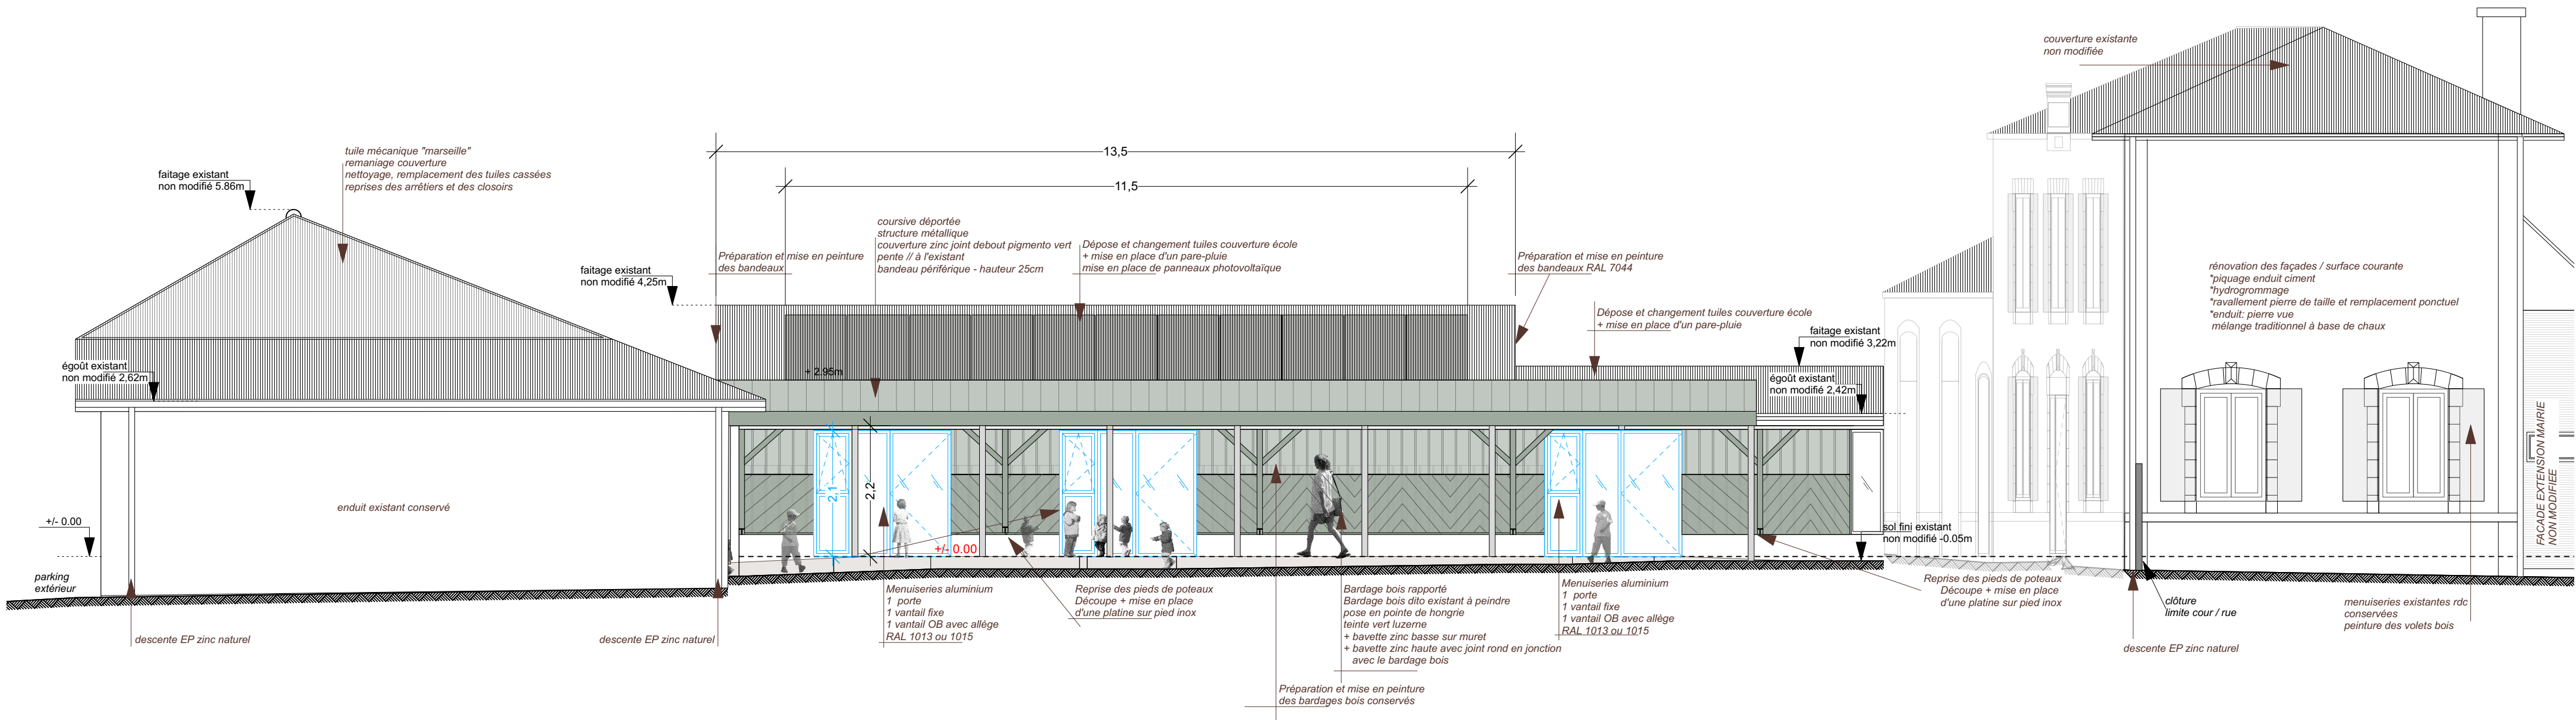 couverture existante
non modifiée
tuile mécanique "marseille"
remaniage couverture
nettoyage, remplacement des tuiles cassées
reprises des arrêtiers et des closoirs
faitage existant
non modifié 5.86m
13,5
11,5
coursive déportée
structure métallique
couverture zinc joint debout pigmento vert
pente // à l'existant
bandeau périférique - hauteur 25cm
Dépose et changement tuiles couverture école
+ mise en place d'un pare-pluie
mise en place de panneaux photovoltaïque
Préparation et mise en peinture
des bandeaux
Préparation et mise en peinture
des bandeaux RAL 7044
faitage existant
non modifié 4,25m
rénovation des façades / surface courante
*piquage enduit ciment
*hydrogrommage
*ravallement pierre de taille et remplacement ponctuel
*enduit: pierre vue
mélange traditionnel à base de chaux
Dépose et changement tuiles couverture école
+ mise en place d'un pare-pluie
faitage existant
non modifié 3,22m
égoût existant
non modifié 2,62m
+ 2.95m
égoût existant
non modifié 2,42m
2,1
2,2
enduit existant conservé
+/- 0.00
+/- 0.00
sol fini existant
non modifié -0.05m
FACADE EXTENSION MAIRIE
NON MODIFIEE
parking
extérieur
Menuiseries aluminium
1 porte
1 vantail fixe
1 vantail OB avec allège
RAL 1013 ou 1015
Reprise des pieds de poteaux
Découpe + mise en place
d'une platine sur pied inox
Bardage bois rapporté
Bardage bois dito existant à peindre
pose en pointe de hongrie
teinte vert luzerne
+ bavette zinc basse sur muret
+ bavette zinc haute avec joint rond en jonction
avec le bardage bois
Menuiseries aluminium
1 porte
1 vantail fixe
1 vantail OB avec allège
RAL 1013 ou 1015
Reprise des pieds de poteaux
Découpe + mise en place
d'une platine sur pied inox
clôture
limite cour / rue
menuiseries existantes rdc
conservées
peinture des volets bois
descente EP zinc naturel
descente EP zinc naturel
descente EP zinc naturel
Préparation et mise en peinture
des bardages bois conservés